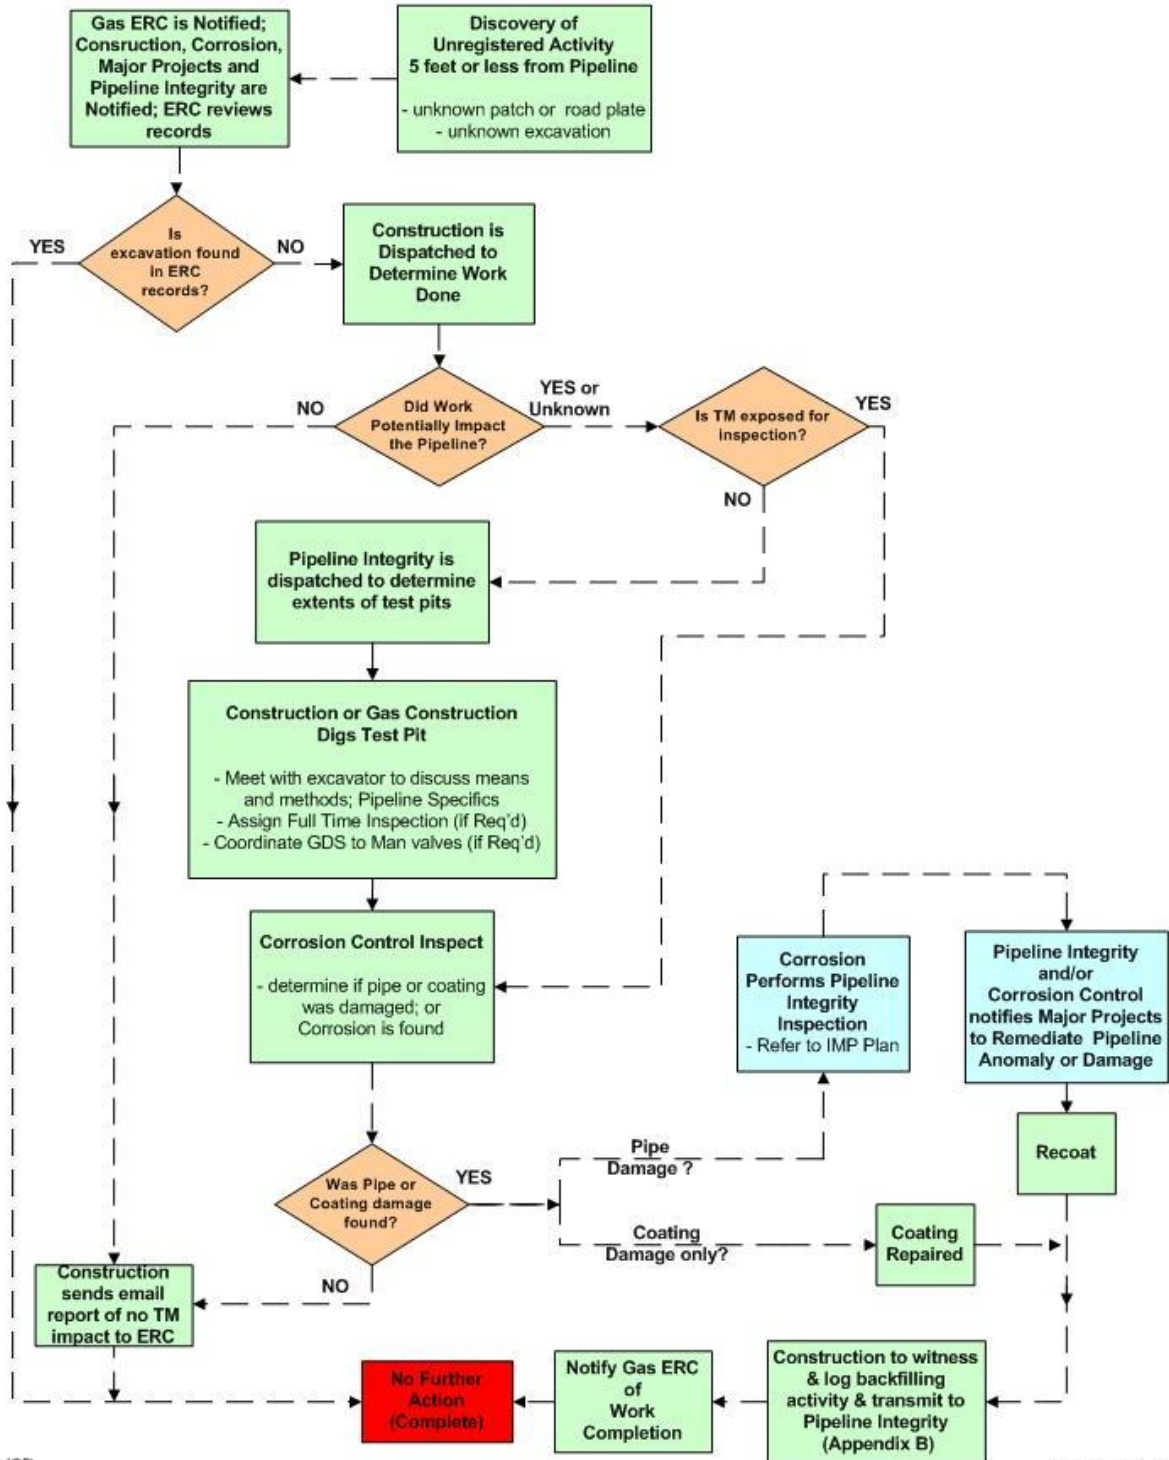 Gas ERC is Notified;
Consruction, Corrosion,
Major Projects and
Pipeline Integrity are
Notified; ERC reviews
records
Discovery of
Unregistered Activity
5 feet or less from Pipeline
- unknown patch or road plate
- unknown excavation
YES
Is
excavation found
in ERC
records?
NO
Construction is
Dispatched to
Determine Work
Done
NO
Did Work
Potentially Impact
the Pipeline?
YES or
Unknown
Is TM exposed for
inspection?
YES
NO
Pipeline Integrity is
dispatched to determine
extents of test pits
Construction or Gas Construction
Digs Test Pit
- Meet with excavator to discuss means
and methods; Pipeline Specifics
- Assign Full Time Inspection (if Req'd)
- Coordinate GDS to Man valves (if Req'd)
Corrosion Control Inspect
- determine if pipe or coating
was damaged; or
Corrosion is found
Corrosion
Performs Pipeline
Integrity
Inspection
- Refer to IMP Plan
Pipeline Integrity
and/or
Corrosion Control
notifies Major Projects
to Remediate Pipeline
Anomaly or Damage
Recoat
Was Pipe or
Coating damage
found?
YES
Pipe
Damage ?
Coating
Damage only?
Coating
Repaired
NO
Construction
sends email
report of no TM
impact to ERC
No Further
Action
(Complete)
Notify Gas ERC
of
Work
Completion
Construction to witness
& log backfilling
activity & transmit to
Pipeline Integrity
(Appendix B)